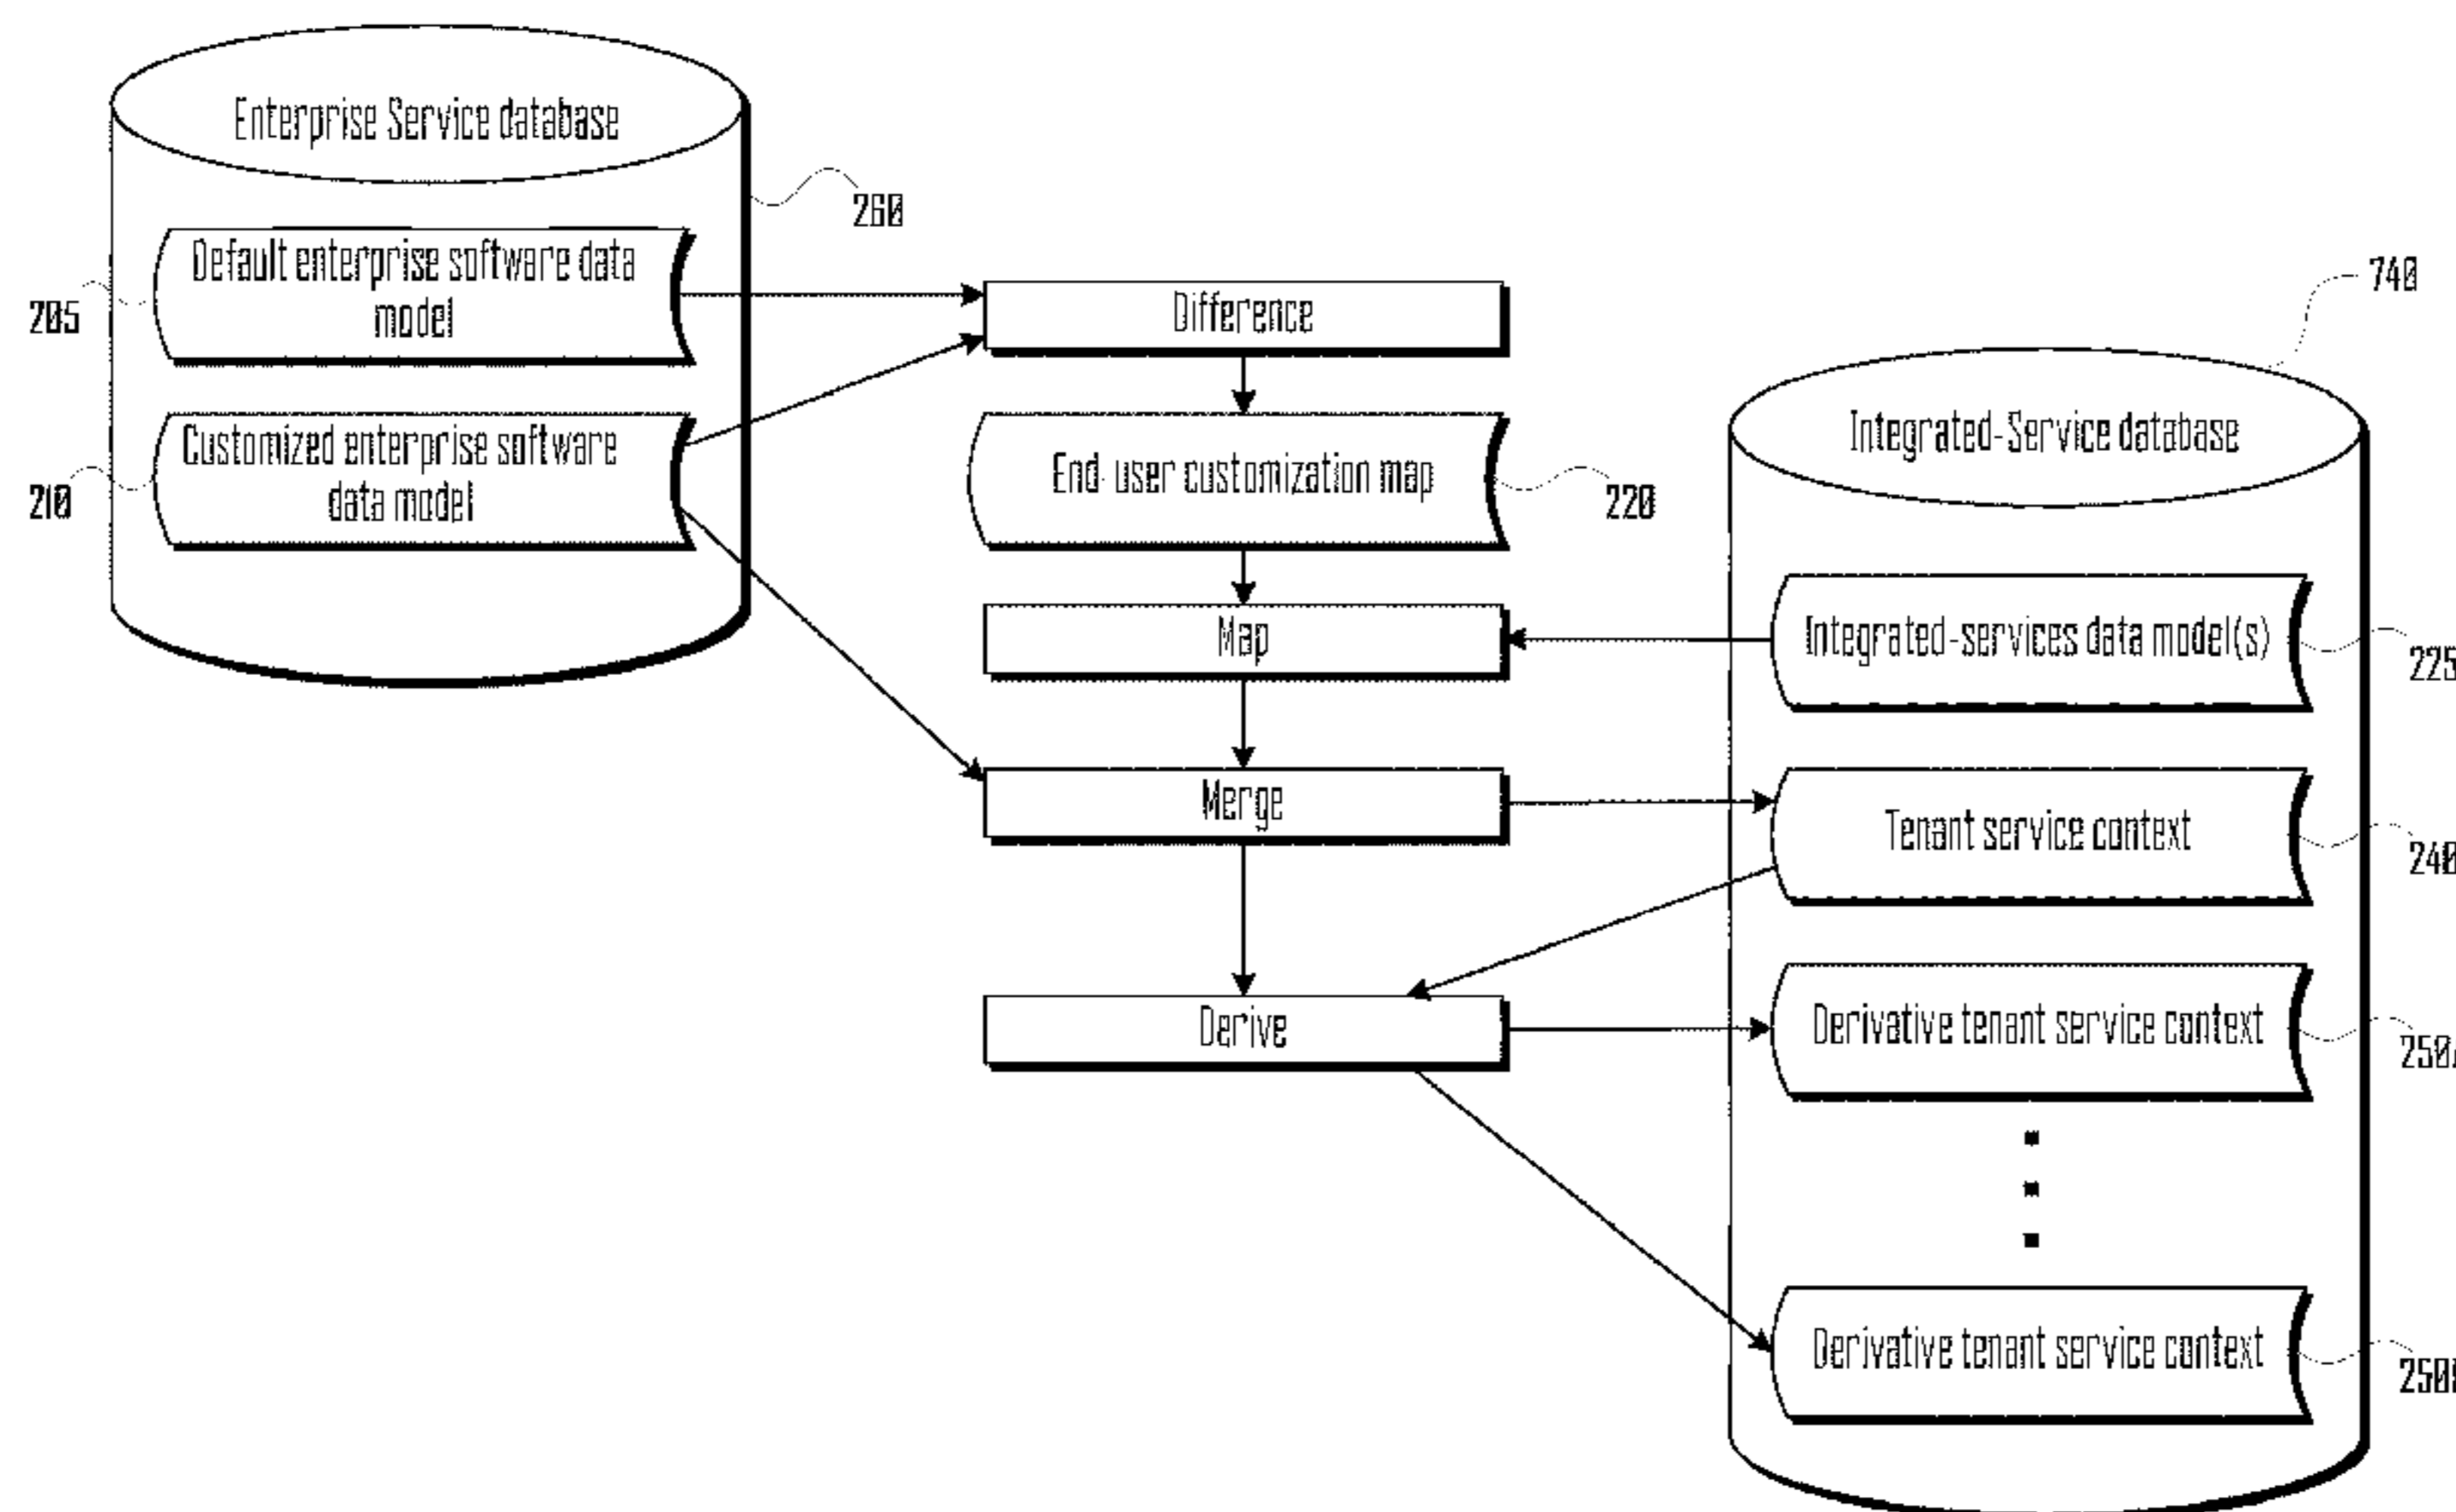 Enterprise Service database
260
Default enterprise software data
model
205
Customized enterprise software
data model
210
Difference
End-user customization map
220
Map
Merge
Derive
740
Integrated-Service database
Integrated-services data model(s)
225
Tenant service context
240
Derivative tenant service context
Derivative tenant service context